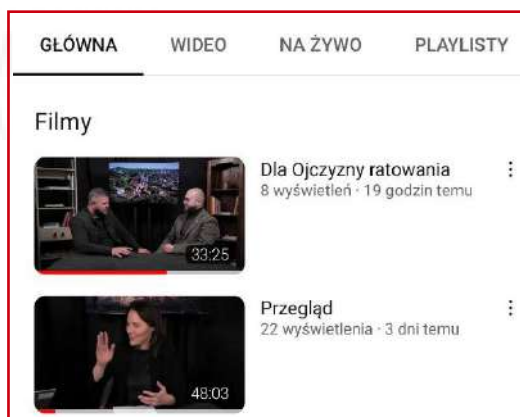 GŁÓWNA WIDEO NA ŻYWO PLAYLISTY
Filmy
Dla Ojczyzny ratowania
8 wyświetleń · 19 godzin temu
33:25
Przegląd
22 wyświetlenia · 3 dni temu
48:03